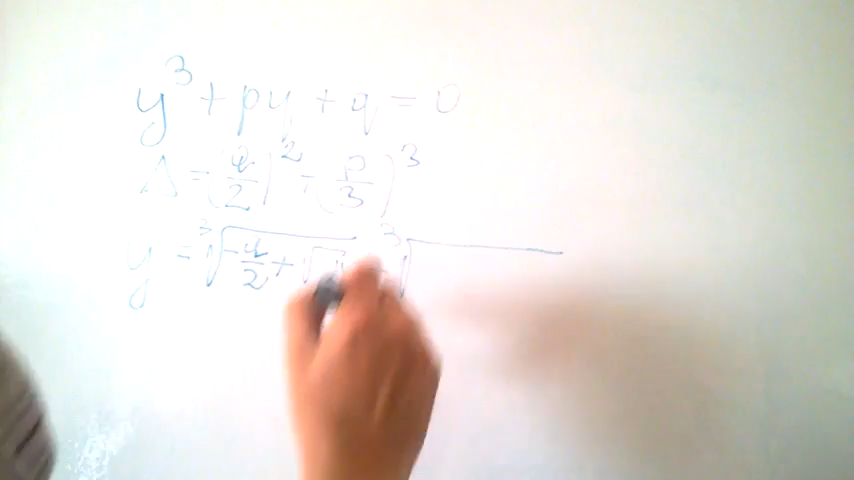 y³ + py + q = 0
Δ = (q/2)² + (p/3)³
y = ∛(-q/2 + √ ∛